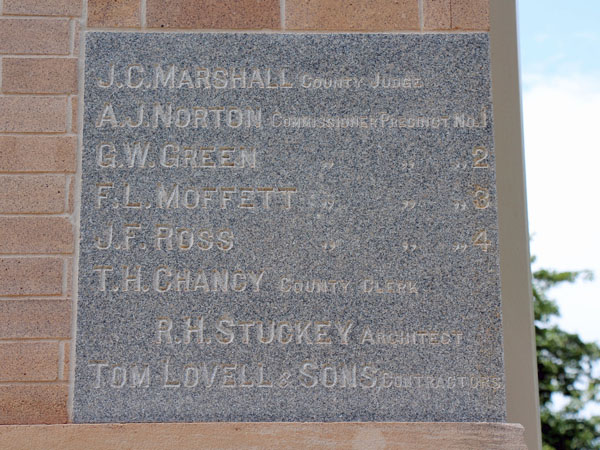 J.C. MARSHALL COUNTY JUDGE
A.J. NORTON COMMISSIONER PRECINCT NO. 1
G.W. GREEN „ „ „ 2
F.L. MOFFETT „ „ „ 3
J.F. ROSS „ „ „ 4
T.H. CHANCY COUNTY CLERK
R.H. STUCKEY ARCHITECT
TOM LOVELL & SONS CONTRACTORS